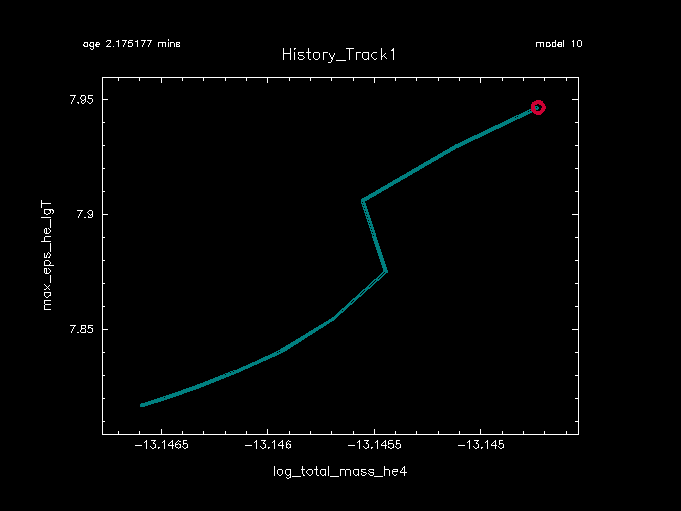 age 2.175177 mins
model 10
History_Track1
max_eps_he_lgT
7.95
7.9
7.85
-13.1465
-13.146
-13.1455
-13.145
log_total_mass_he4